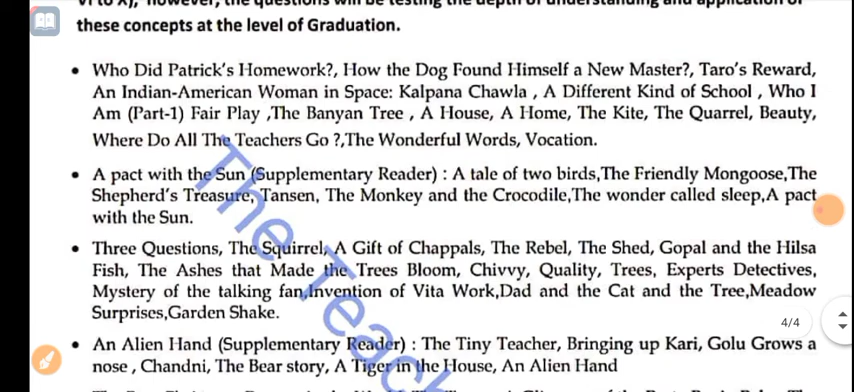 these concepts at the level of Graduation.
• Who Did Patrick's Homework?, How the Dog Found Himself a New Master?, Taro's Reward,
An Indian-American Woman in Space: Kalpana Chawla , A Different Kind of School , Who I
Am (Part-1) Fair Play ,The Banyan Tree , A House, A Home, The Kite, The Quarrel, Beauty,
Where Do All The Teachers Go ?,The Wonderful Words, Vocation.
• A pact with the Sun (Supplementary Reader) : A tale of two birds,The Friendly Mongoose,The
Shepherd's Treasure, Tansen, The Monkey and the Crocodile,The wonder called sleep,A pact
with the Sun.
• Three Questions, The Squirrel, A Gift of Chappals, The Rebel, The Shed, Gopal and the Hilsa
Fish, The Ashes that Made the Trees Bloom, Chivvy, Quality, Trees, Experts Detectives,
Mystery of the talking fan,Invention of Vita Work,Dad and the Cat and the Tree,Meadow
Surprises,Garden Shake.
4/4
• An Alien Hand (Supplementary Reader) : The Tiny Teacher, Bringing up Kari, Golu Grows a
nose , Chandni, The Bear story, A Tiger in the House, An Alien Hand
The Teach